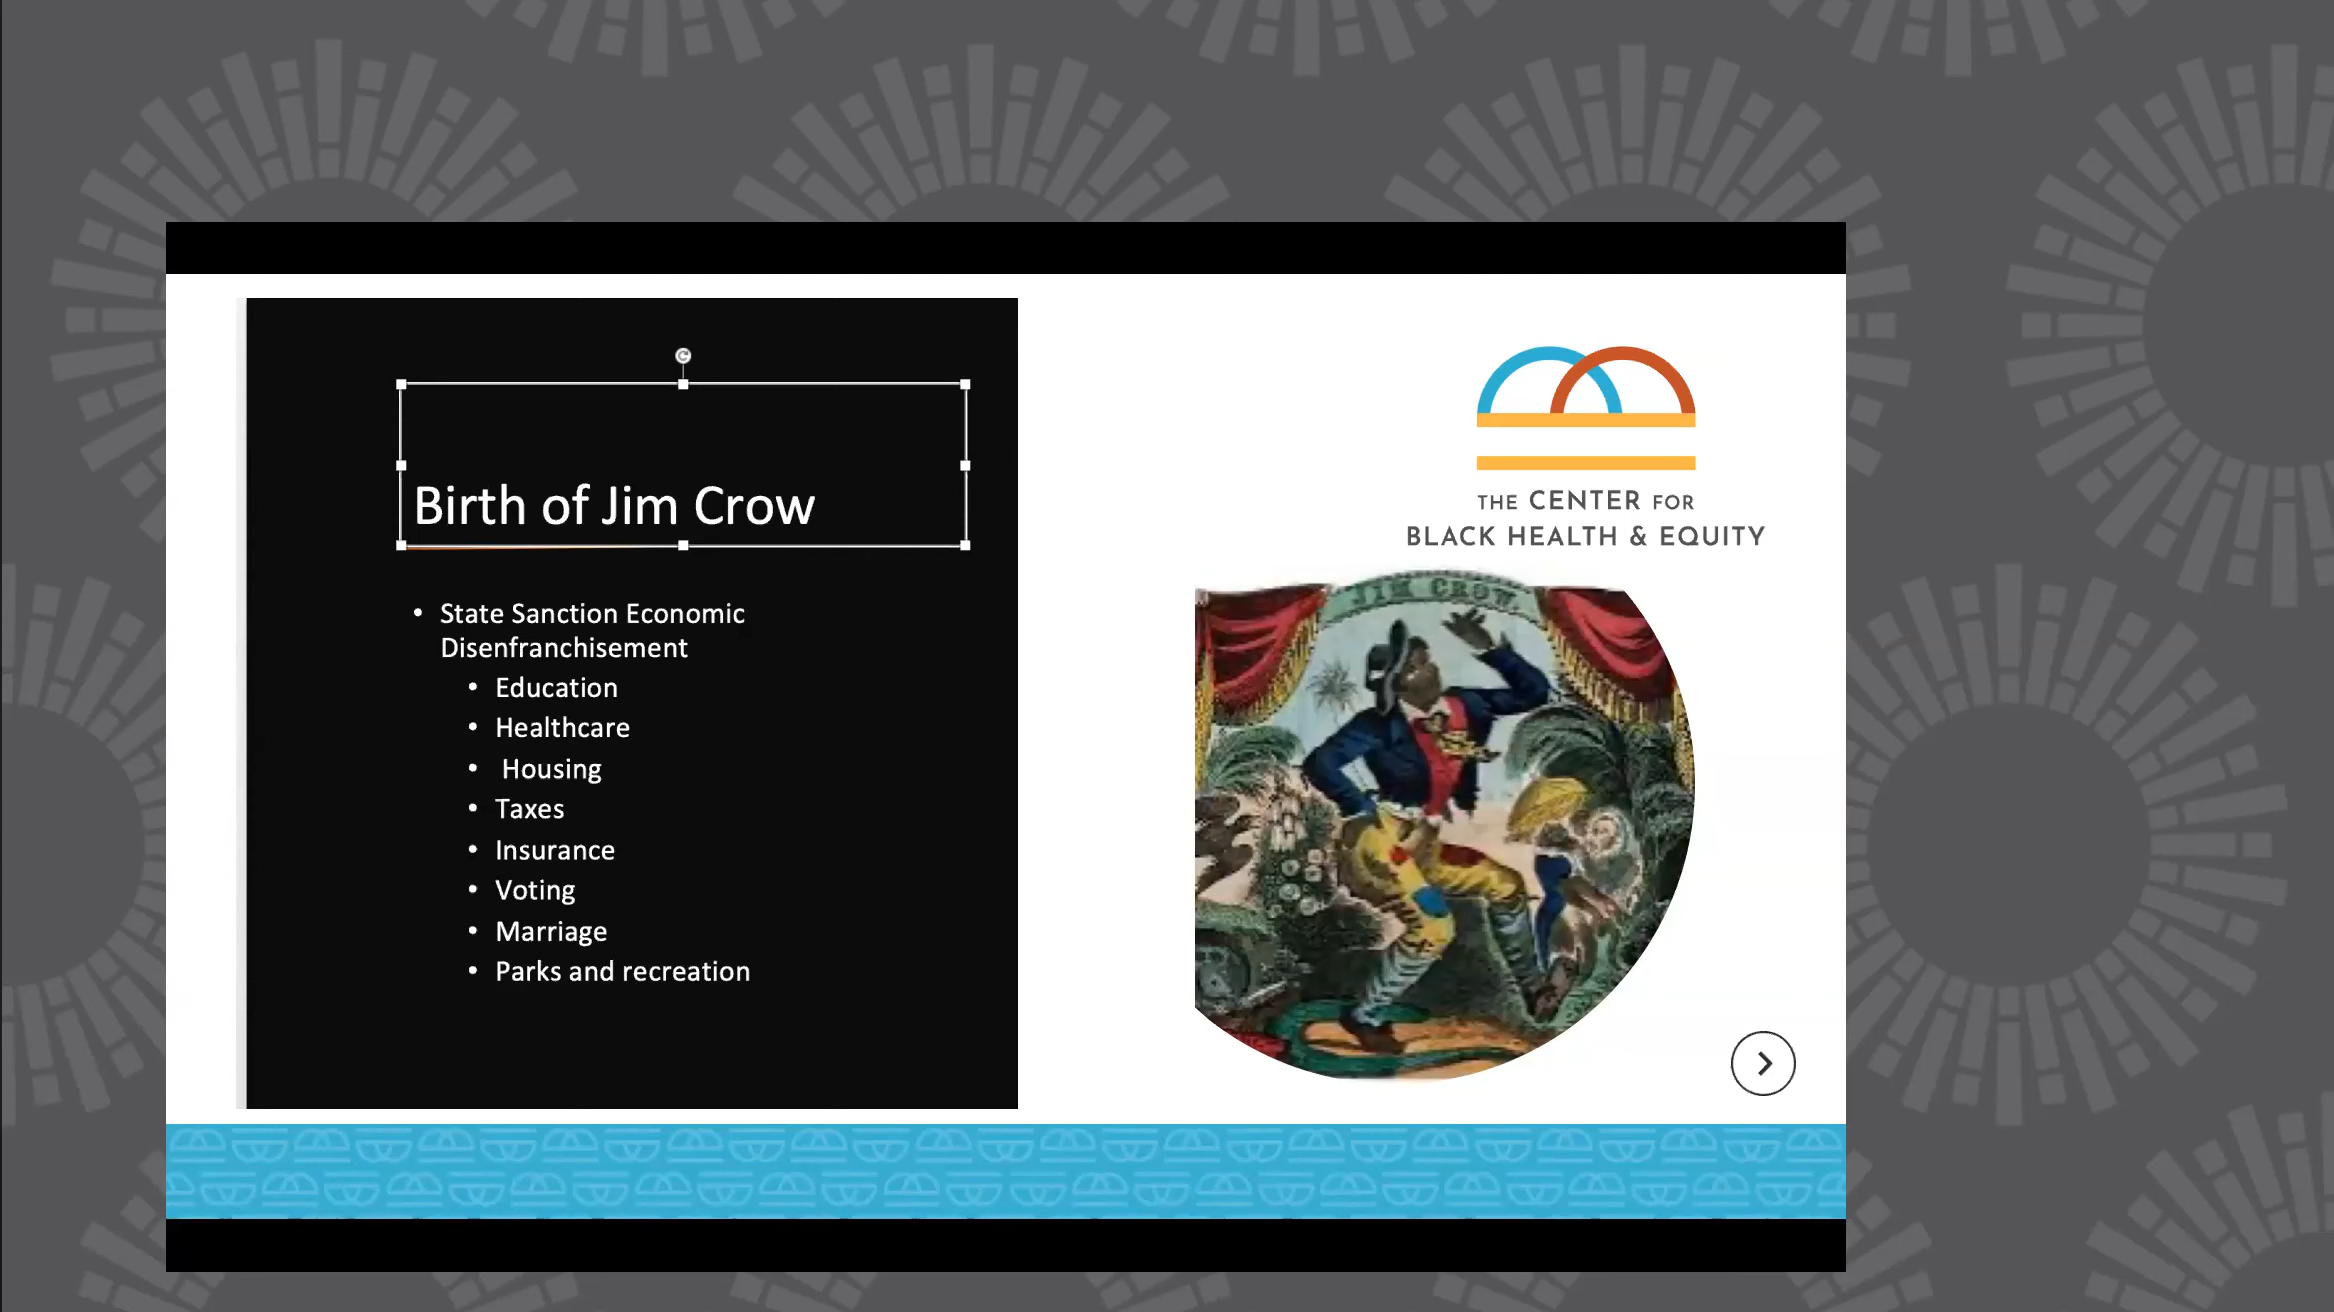 Birth of Jim Crow
• State Sanction Economic
Disenfranchisement
• Education
• Healthcare
• Housing
• Taxes
• Insurance
• Voting
• Marriage
• Parks and recreation
THE CENTER FOR
BLACK HEALTH & EQUITY
JIM CROW.